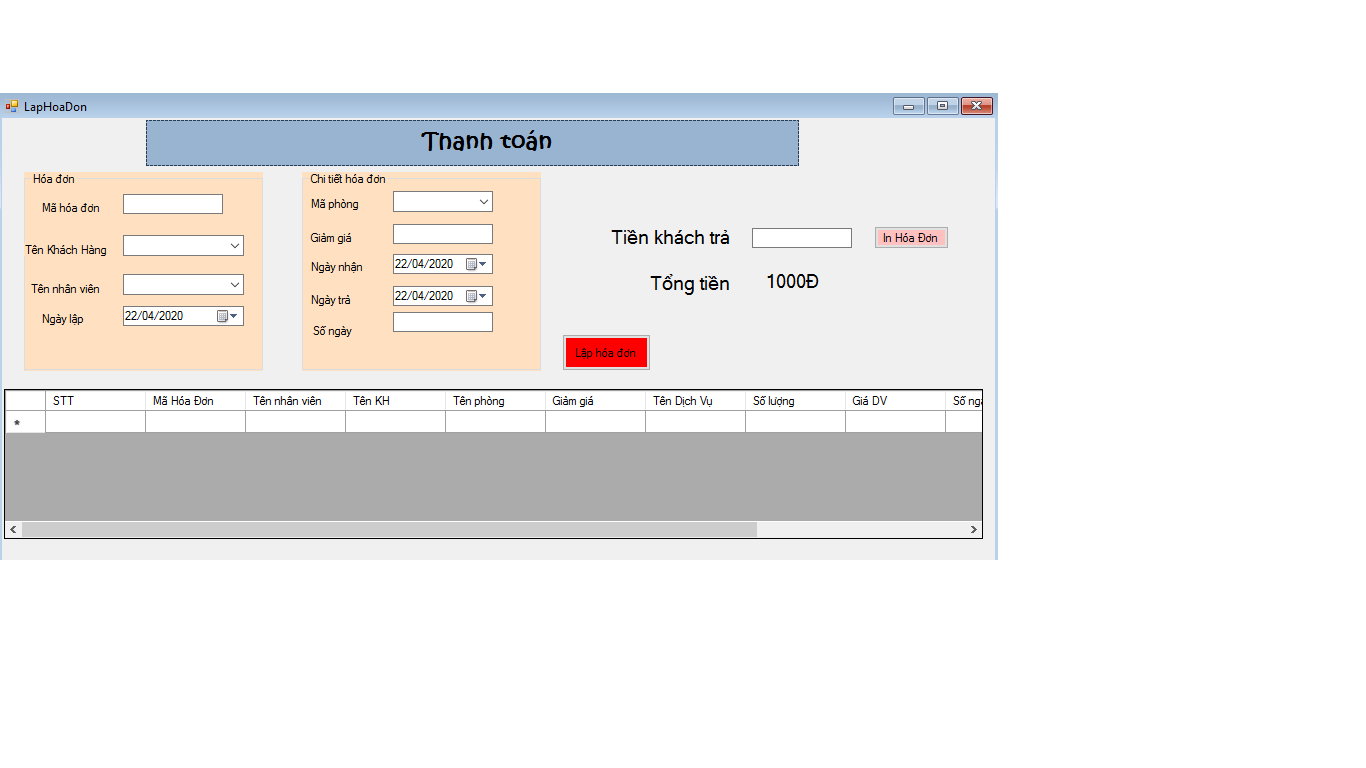 LapHoaDon
Thanh toán
Hóa đơn
Mã hóa đơn
Tên Khách Hàng
Tên nhân viên
Ngày lập 22/04/2020
Chi tiết hóa đơn
Mã phòng
Giảm giá
Ngày nhận 22/04/2020
Ngày trả 22/04/2020
Số ngày
Tiền khách trả
In Hóa Đơn
Tổng tiền 1000Đ
Lập hóa đơn
STT Mã Hóa Đơn Tên nhân viên Tên KH Tên phòng Giảm giá Tên Dịch Vụ Số lượng Giá DV Số ngà
*